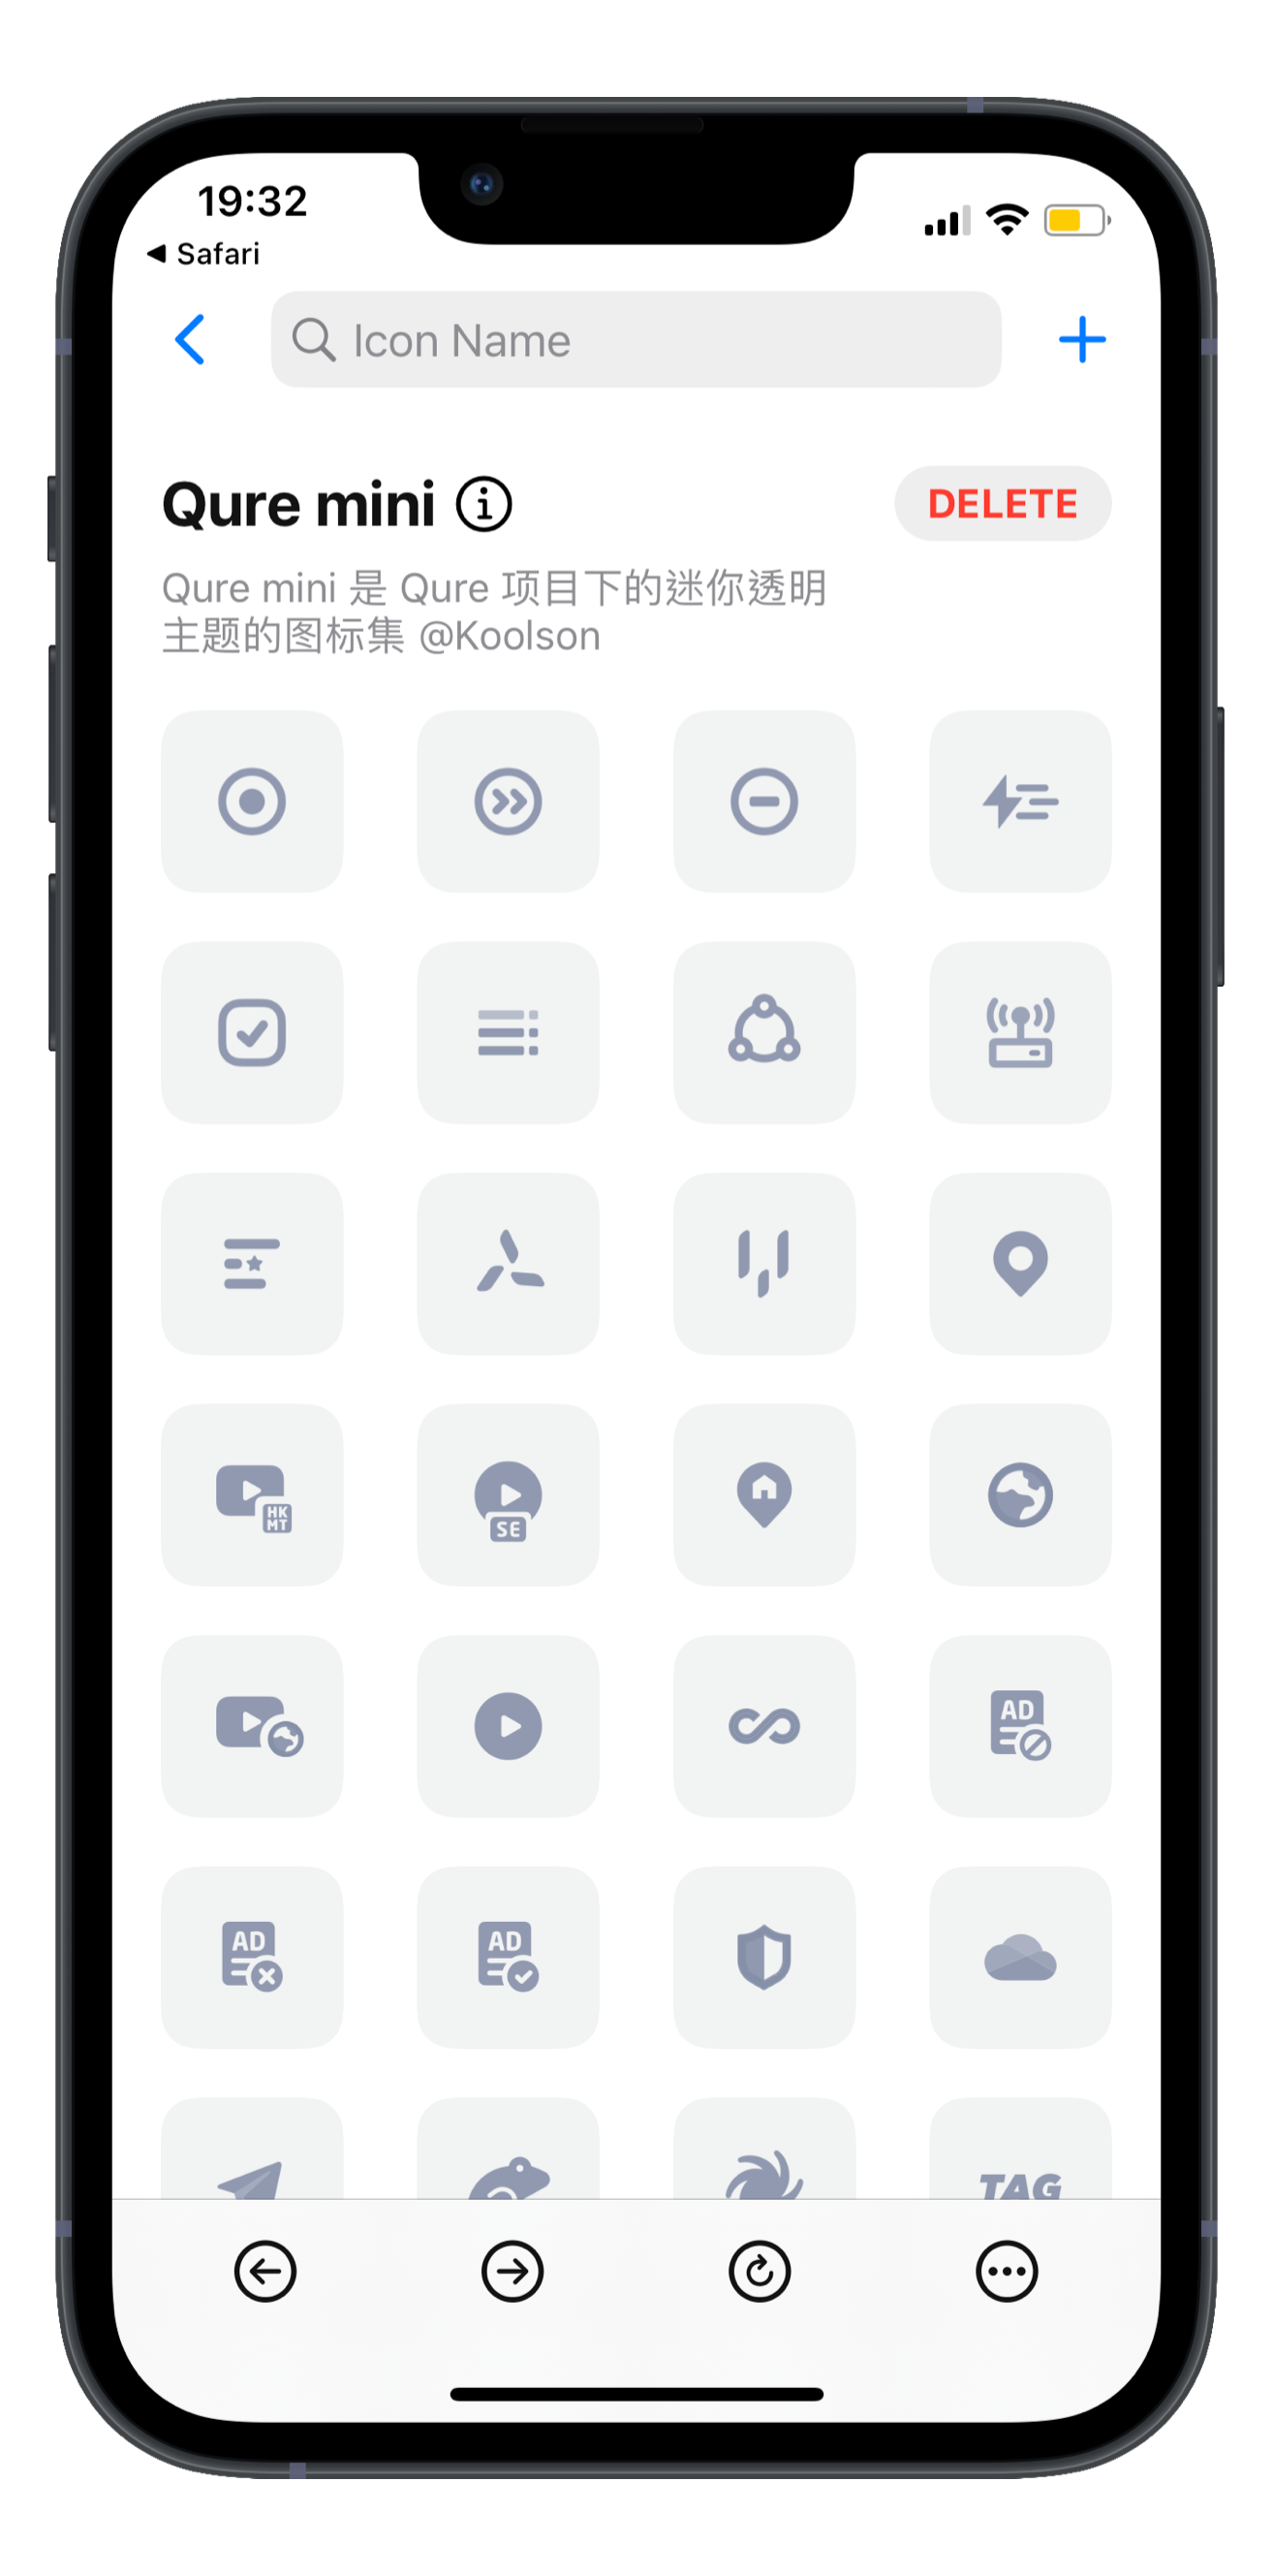 19:32
Safari
Icon Name
Qure mini
DELETE
Qure mini 是 Qure 项目下的迷你透明
主题的图标集 @Koolson
HK
MT
SE
AD
AD
AD
TAG